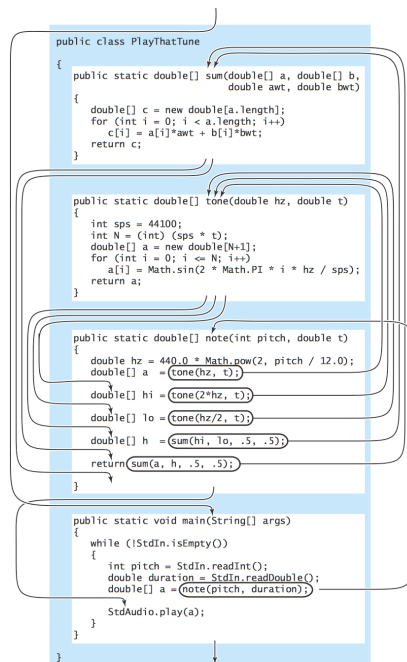 public class PlayThatTune
{
public static double[] sum(double[] a, double[] b,
double awt, double bwt)
{
double[] c = new double[a.length];
for (int i = 0; i < a.length; i++)
c[i] = a[i]*awt + b[i]*bwt;
return c;
}
public static double[] tone(double hz, double t)
{
int sps = 44100;
int N = (int) (sps * t);
double[] a = new double[N+1];
for (int i = 0; i <= N; i++)
a[i] = Math.sin(2 * Math.PI * i * hz / sps);
return a;
}
public static double[] note(int pitch, double t)
{
double hz = 440.0 * Math.pow(2, pitch / 12.0);
double[] a = tone(hz, t);
double[] hi = tone(2*hz, t);
double[] lo = tone(hz/2, t);
double[] h = sum(hi, lo, .5, .5);
return sum(a, h, .5, .5);
}
public static void main(String[] args)
{
while (!StdIn.isEmpty())
{
int pitch = StdIn.readInt();
double duration = StdIn.readDouble();
double[] a = note(pitch, duration);
StdAudio.play(a);
}
}
}